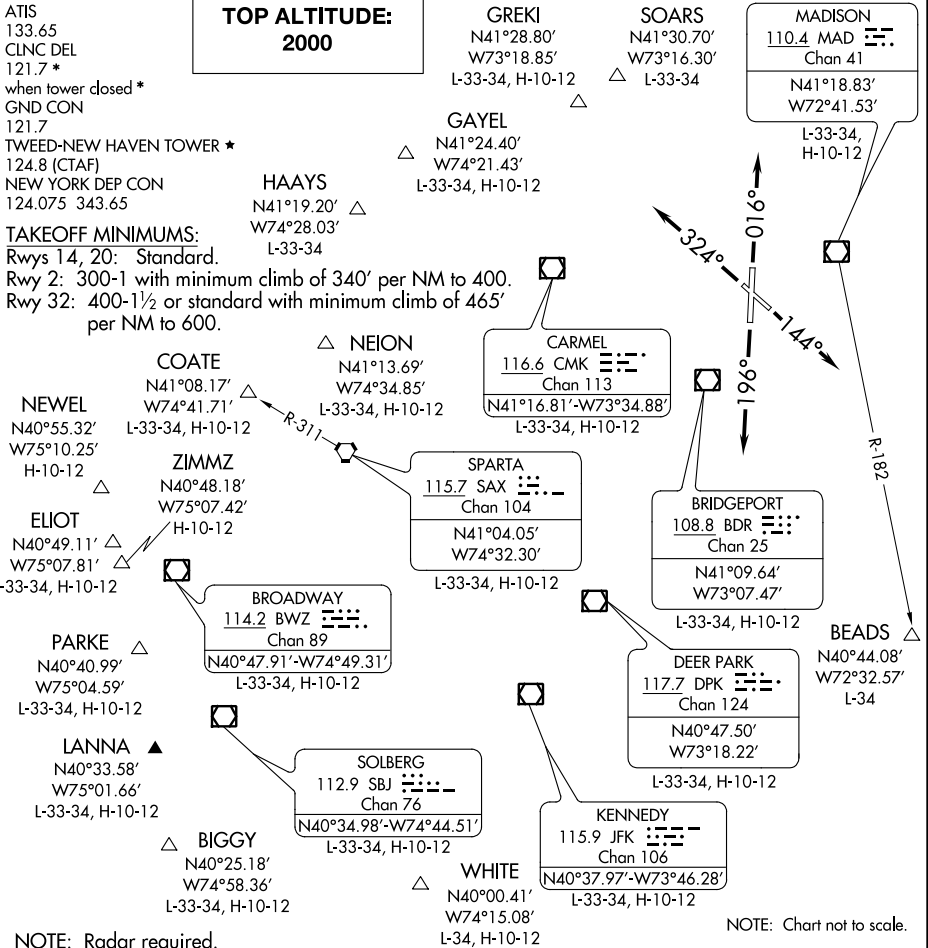 ATIS
133.65
CLNC DEL
121.7 *
when tower closed *
GND CON
121.7
TWEED-NEW HAVEN TOWER ★
124.8 (CTAF)
NEW YORK DEP CON
124.075 343.65
TOP ALTITUDE:
2000
GREKI
N41°28.80'
W73°18.85'
L-33-34, H-10-12
SOARS
N41°30.70'
W73°16.30'
L-33-34
MADISON
110.4 MAD
Chan 41
N41°18.83'
W72°41.53'
L-33-34,
H-10-12
GAYEL
N41°24.40'
W74°21.43'
L-33-34, H-10-12
HAAYS
N41°19.20'
W74°28.03'
L-33-34
TAKEOFF MINIMUMS:
Rwys 14, 20: Standard.
Rwy 2: 300-1 with minimum climb of 340' per NM to 400.
Rwy 32: 400-1½ or standard with minimum climb of 465'
per NM to 600.
016°
324°
144°
196°
CARMEL
116.6 CMK
Chan 113
N41°16.81'-W73°34.88'
L-33-34, H-10-12
NEION
N41°13.69'
W74°34.85'
L-33-34, H-10-12
COATE
N41°08.17'
W74°41.71'
L-33-34, H-10-12
R-311
NEWEL
N40°55.32'
W75°10.25'
H-10-12
ZIMMZ
N40°48.18'
W75°07.42'
H-10-12
SPARTA
115.7 SAX
Chan 104
N41°04.05'
W74°32.30'
L-33-34, H-10-12
R-182
BRIDGEPORT
108.8 BDR
Chan 25
N41°09.64'
W73°07.47'
L-33-34, H-10-12
ELIOT
N40°49.11'
W75°07.81'
-33-34, H-10-12
BROADWAY
114.2 BWZ
Chan 89
N40°47.91'-W74°49.31'
L-33-34, H-10-12
BEADS
N40°44.08'
W72°32.57'
L-34
PARKE
N40°40.99'
W75°04.59'
L-33-34, H-10-12
DEER PARK
117.7 DPK
Chan 124
N40°47.50'
W73°18.22'
L-33-34, H-10-12
LANNA
N40°33.58'
W75°01.66'
L-33-34, H-10-12
SOLBERG
112.9 SBJ
Chan 76
N40°34.98'-W74°44.51'
L-33-34, H-10-12
KENNEDY
115.9 JFK
Chan 106
N40°37.97'-W73°46.28'
L-33-34, H-10-12
BIGGY
N40°25.18'
W74°58.36'
L-33-34, H-10-12
WHITE
N40°00.41'
W74°15.08'
L-34, H-10-12
NOTE: Radar required.
NOTE: Chart not to scale.